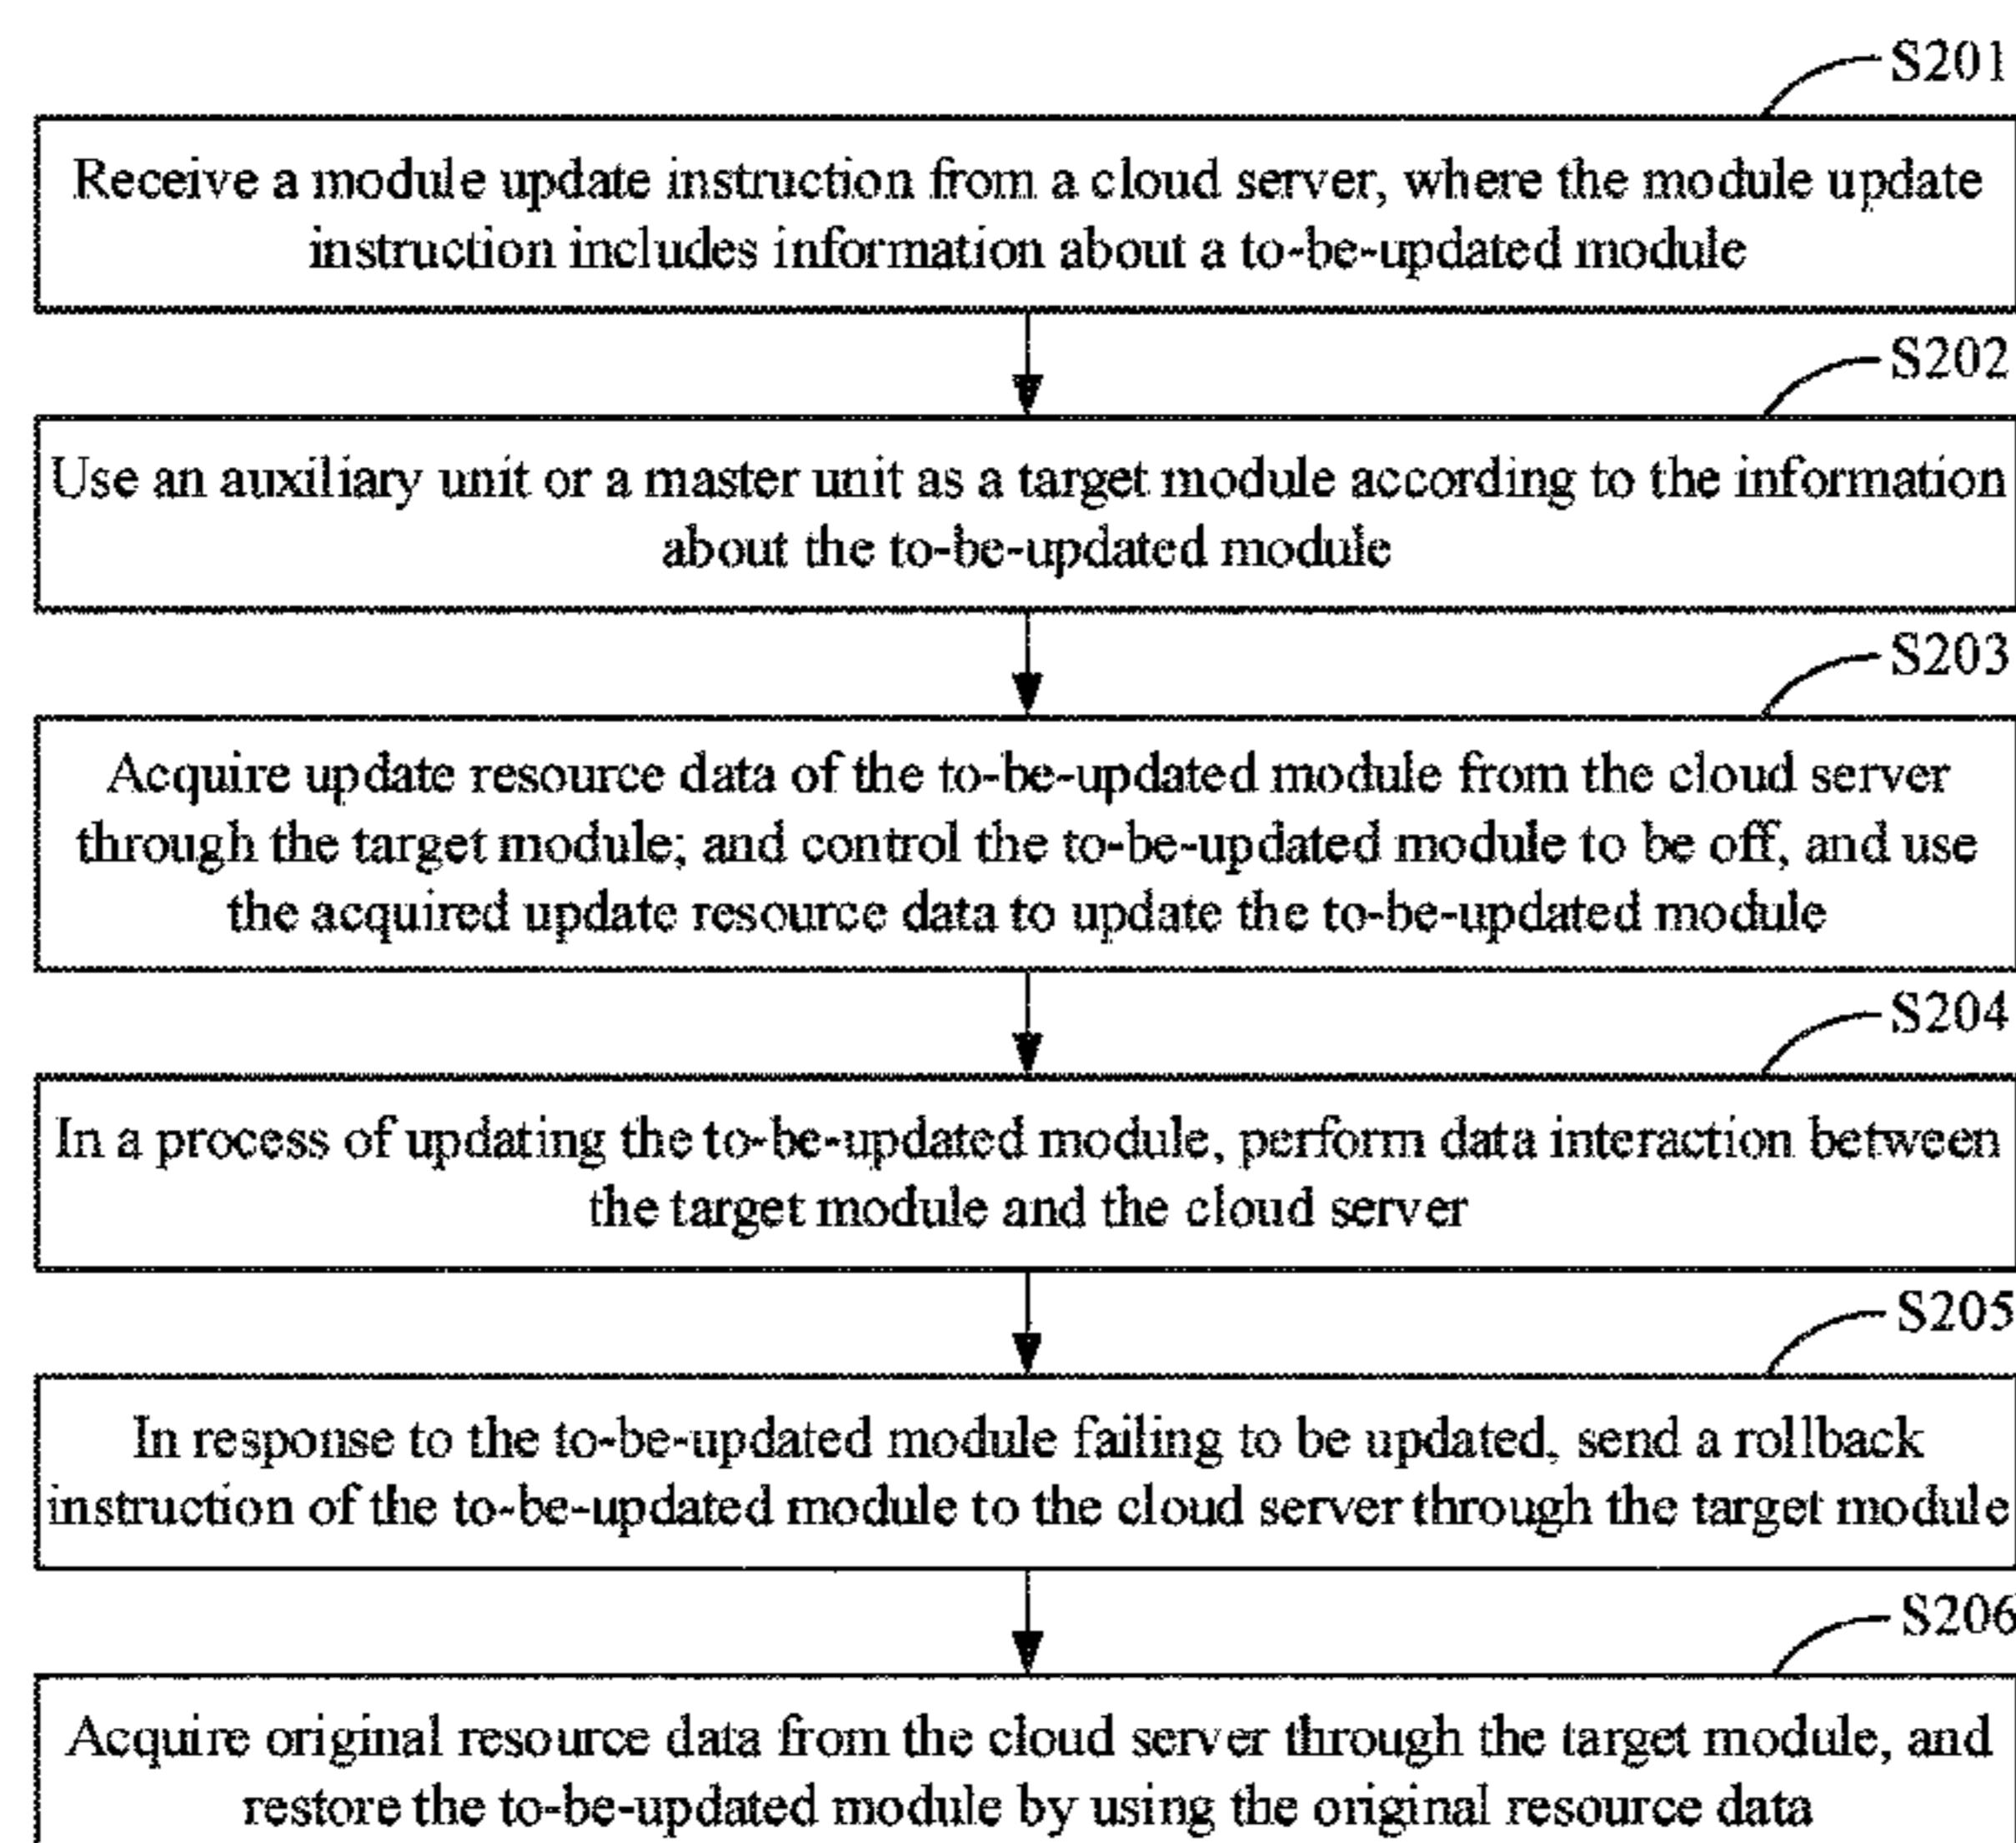 S201
Receive a module update instruction from a cloud server, where the module update
instruction includes information about a to-be-updated module
S202
Use an auxiliary unit or a master unit as a target module according to the information
about the to-be-updated module
S203
Acquire update resource data of the to-be-updated module from the cloud server
through the target module; and control the to-be-updated module to be off, and use
the acquired update resource data to update the to-be-updated module
S204
In a process of updating the to-be-updated module, perform data interaction between
the target module and the cloud server
S205
In response to the to-be-updated module failing to be updated, send a rollback
instruction of the to-be-updated module to the cloud server through the target module
S206
Acquire original resource data from the cloud server through the target module, and
restore the to-be-updated module by using the original resource data